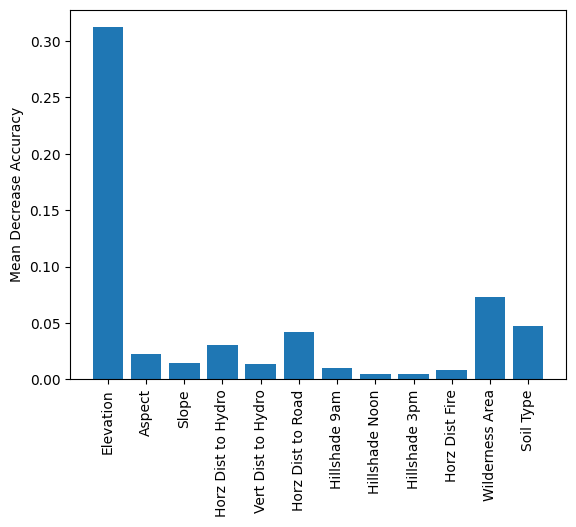 Mean Decrease Accuracy
0.30
0.25
0.20
0.15
0.10
0.05
0.00
Elevation
Aspect
Slope
Horz Dist to Hydro
Vert Dist to Hydro
Horz Dist to Road
Hillshade 9am
Hillshade Noon
Hillshade 3pm
Horz Dist Fire
Wilderness Area
Soil Type